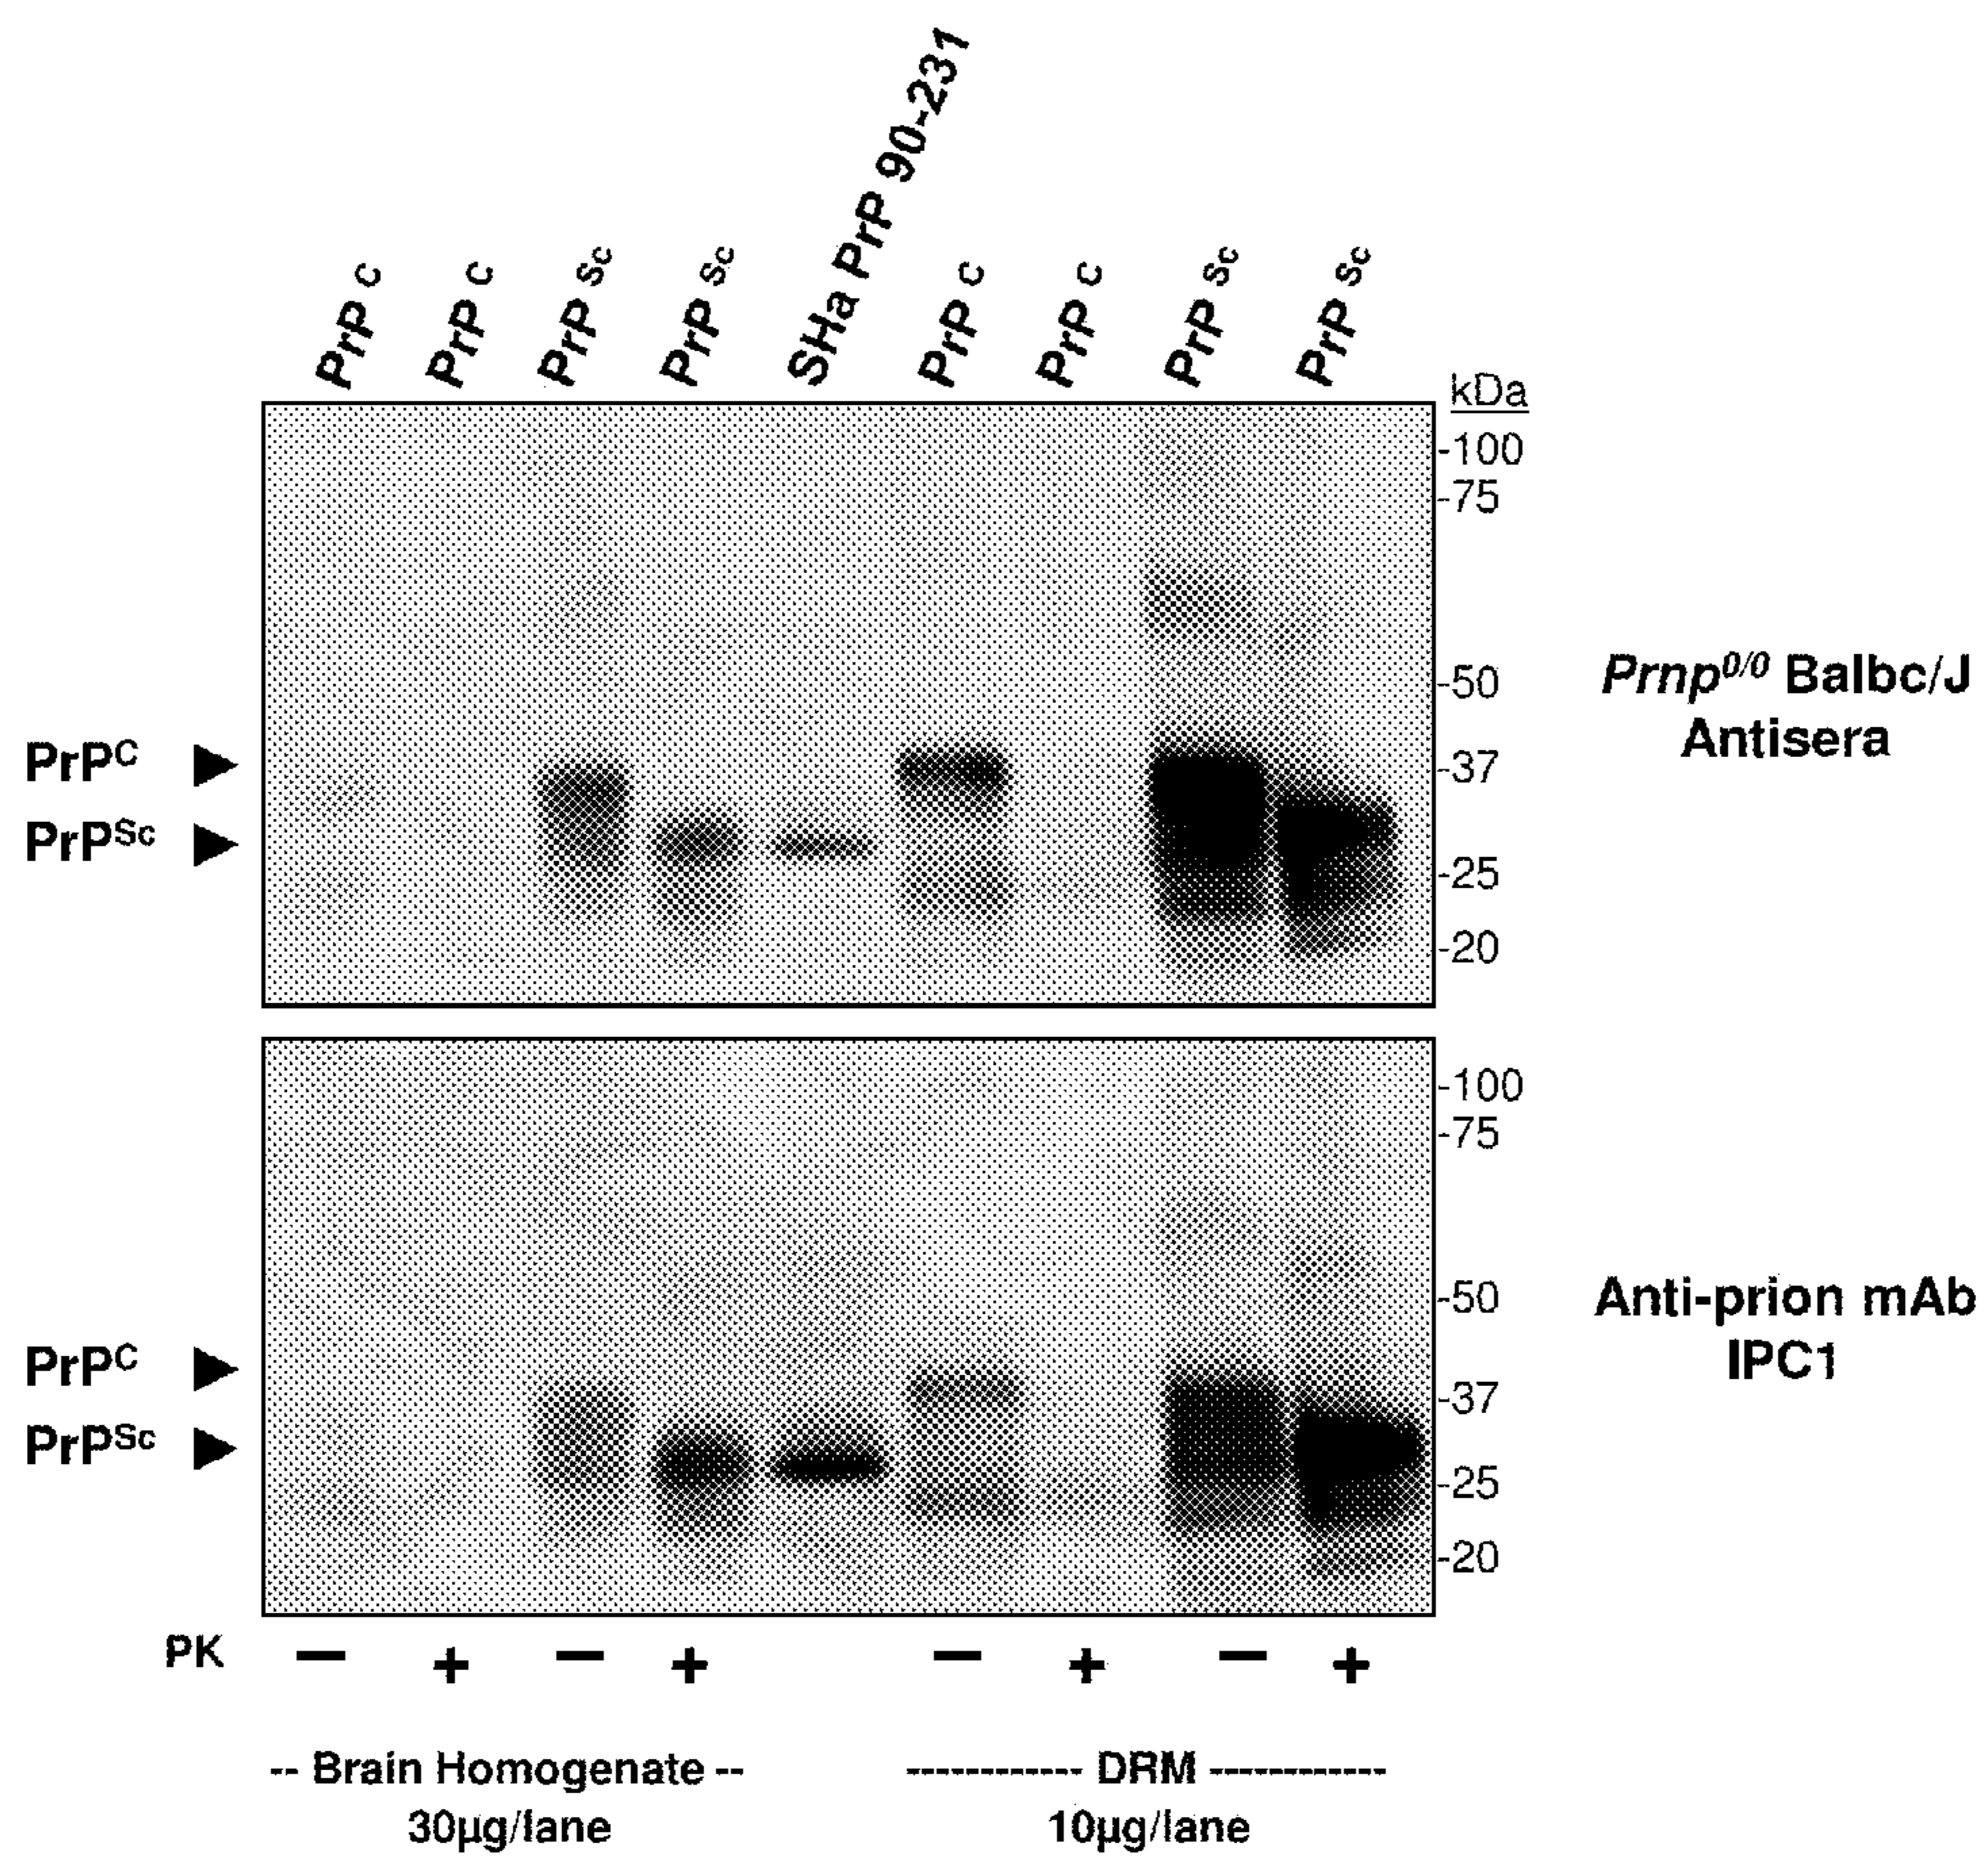 PrP C PrP C PrP Sc PrP Sc SHa PrP 90-231 PrP C PrP C PrP Sc PrP Sc
kDa
-100
-75
-50
-37
-25
-20
PrPC
PrPSc
Prnp0/0 Balbc/J
Antisera
-100
-75
-50
-37
-25
-20
PrPC
PrPSc
Anti-prion mAb
IPC1
PK — + — + — + — +
-- Brain Homogenate -- ------------ DRM ------------
30µg/lane 10µg/lane